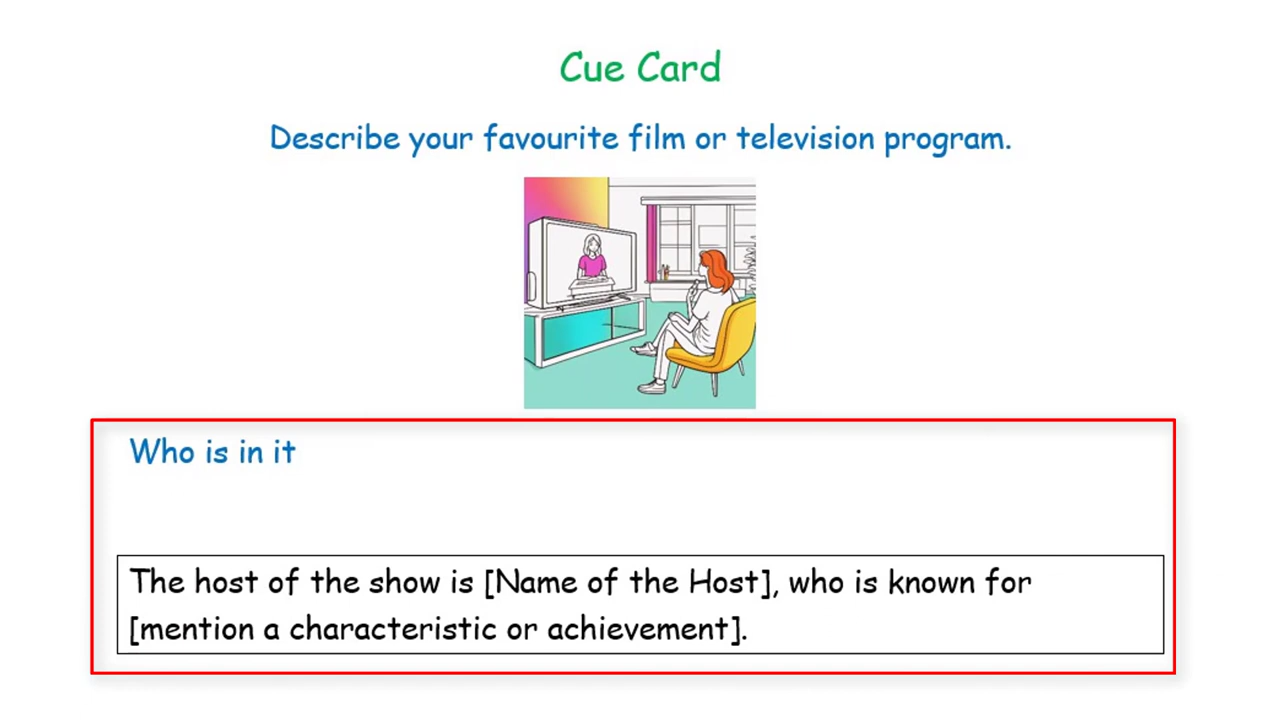 Cue Card
Describe your favourite film or television program.
Who is in it
The host of the show is [Name of the Host], who is known for
[mention a characteristic or achievement].